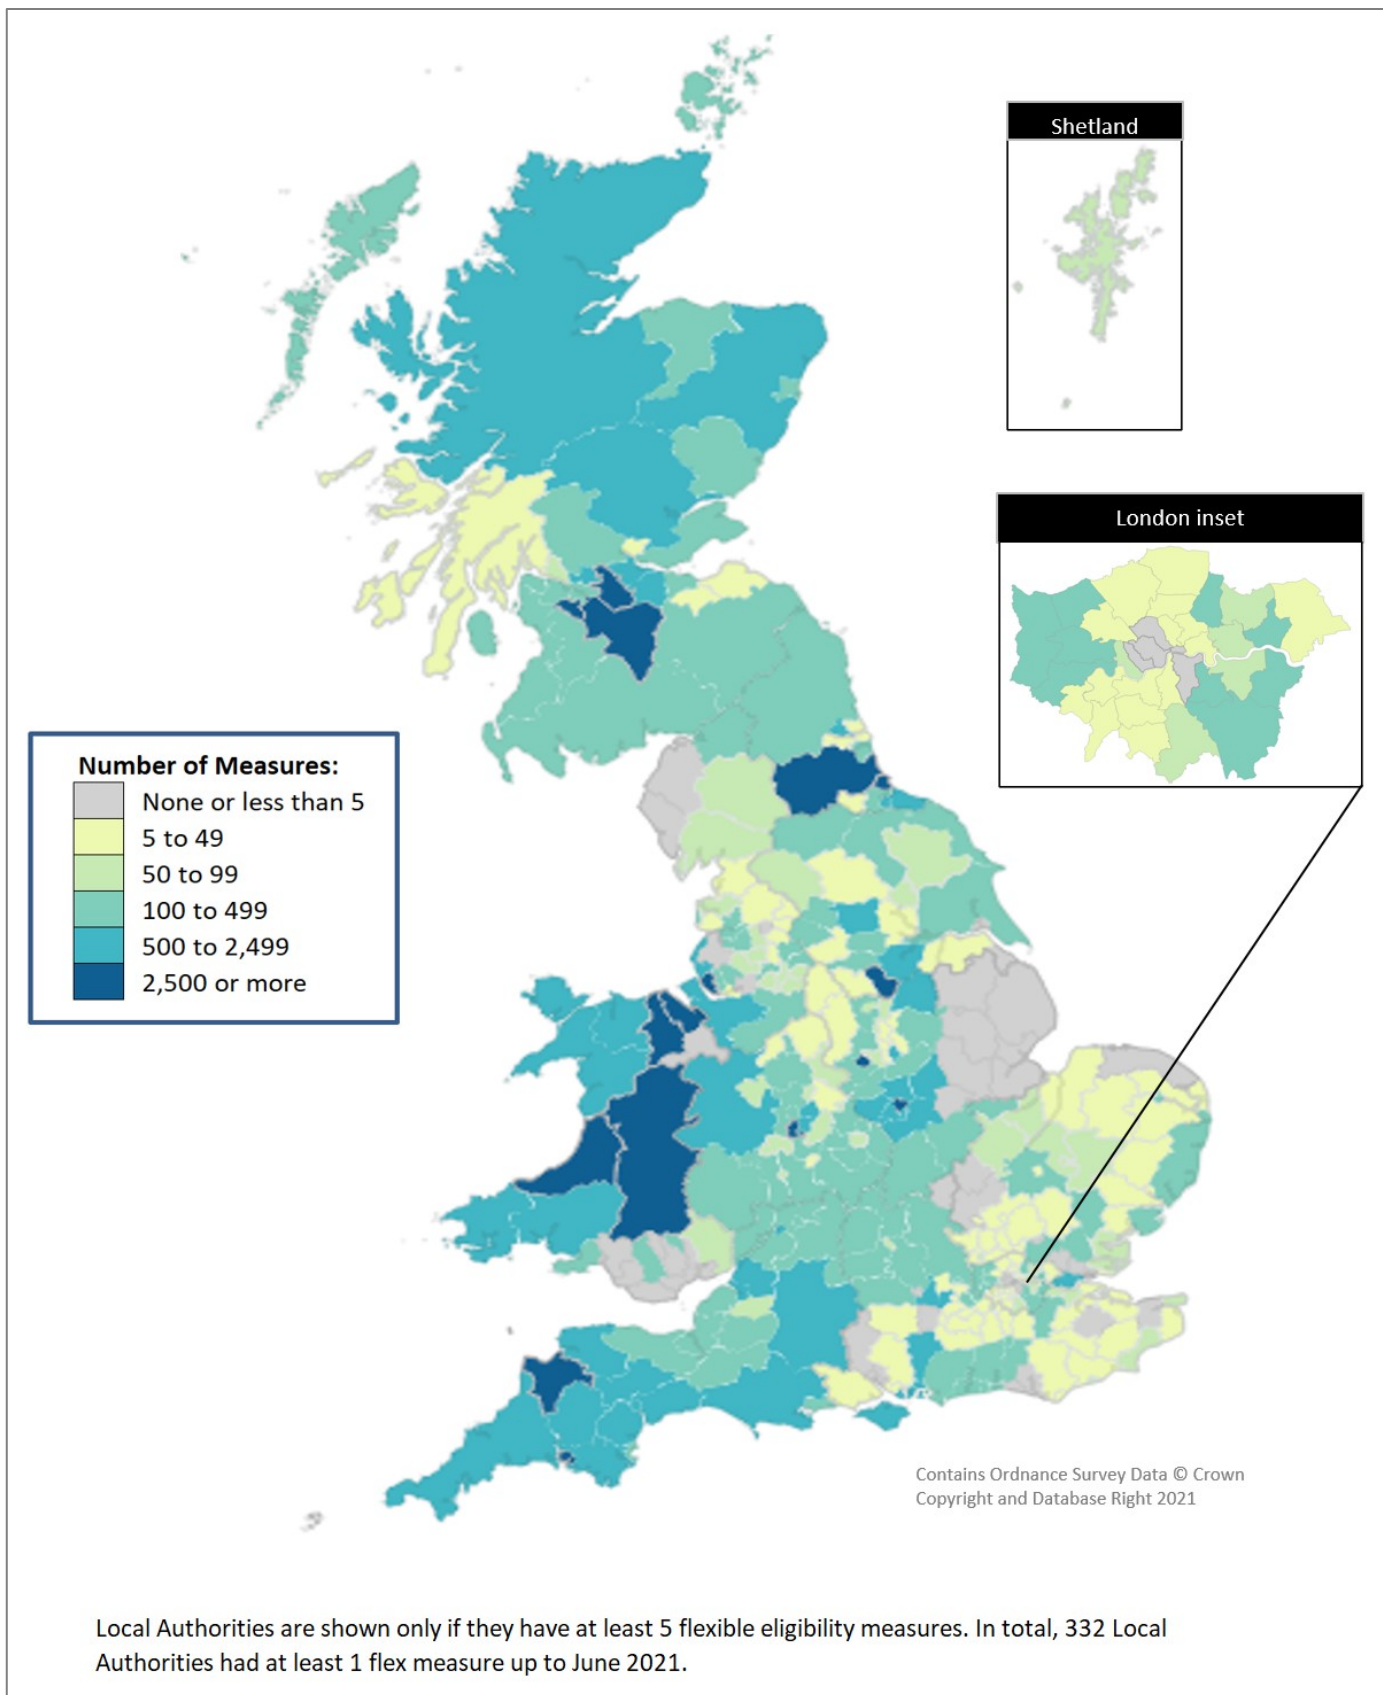 Shetland
London inset
Number of Measures:
None or less than 5
5 to 49
50 to 99
100 to 499
500 to 2,499
2,500 or more
Contains Ordnance Survey Data © Crown
Copyright and Database Right 2021
Local Authorities are shown only if they have at least 5 flexible eligibility measures. In total, 332 Local
Authorities had at least 1 flex measure up to June 2021.